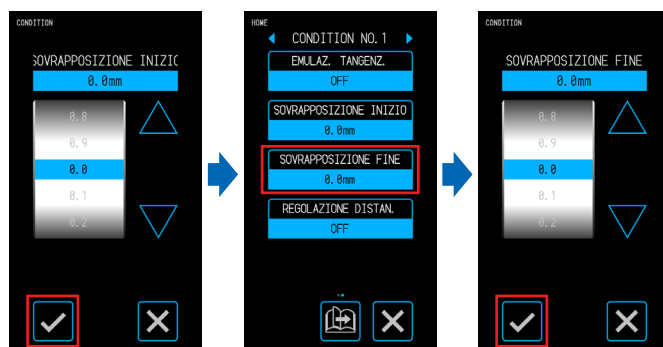 CONDITION
SOVRAPPOSIZIONE INIZI
0.0mm
0.8
0.9
0.0
0.1
0.2
HOME
CONDITION NO.1
EMULAZ. TANGENZ.
OFF
SOVRAPPOSIZIONE INIZIO
0.0mm
SOVRAPPOSIZIONE FINE
0.0mm
REGOLAZIONE DISTAN.
OFF
CONDITION
SOVRAPPOSIZIONE FINE
0.0mm
0.8
0.9
0.0
0.1
0.2